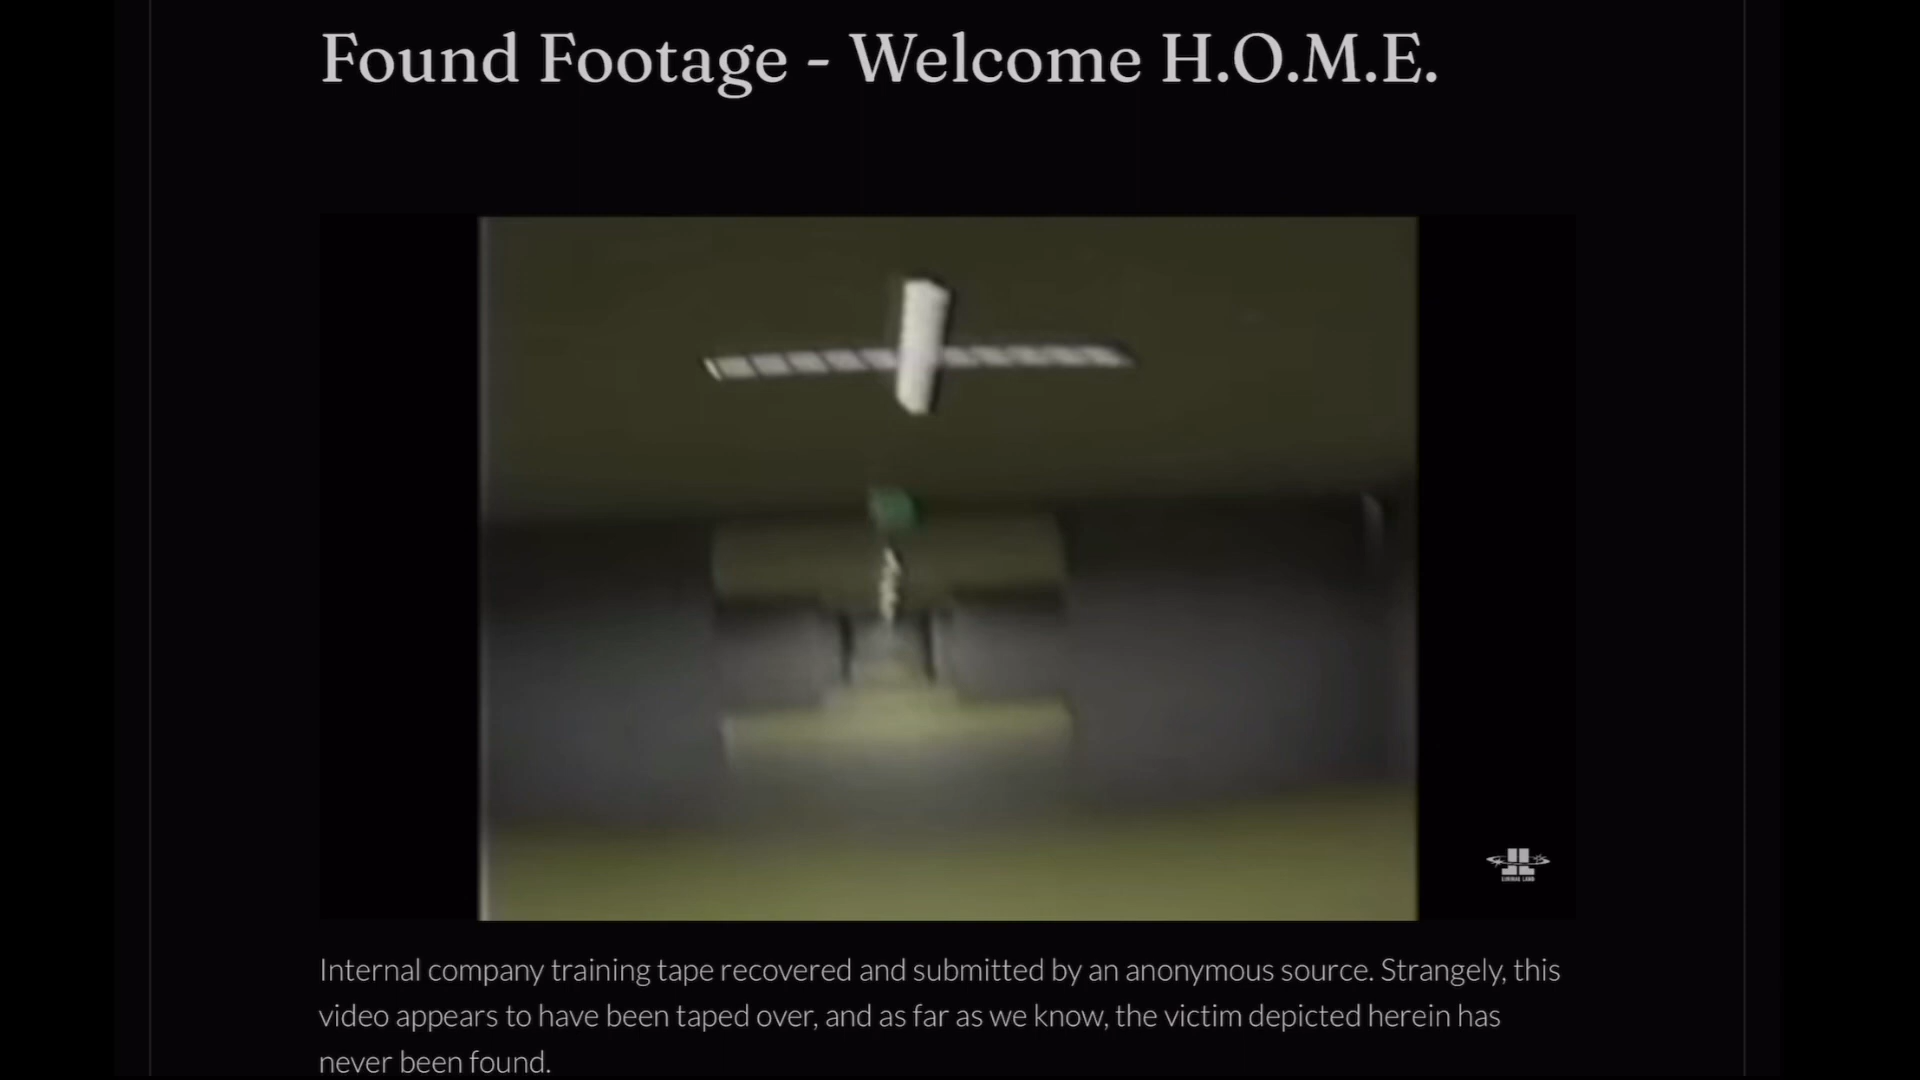 Found Footage - Welcome H.O.M.E.
Internal company training tape recovered and submitted by an anonymous source. Strangely, this
video appears to have been taped over, and as far as we know, the victim depicted herein has
never been found.